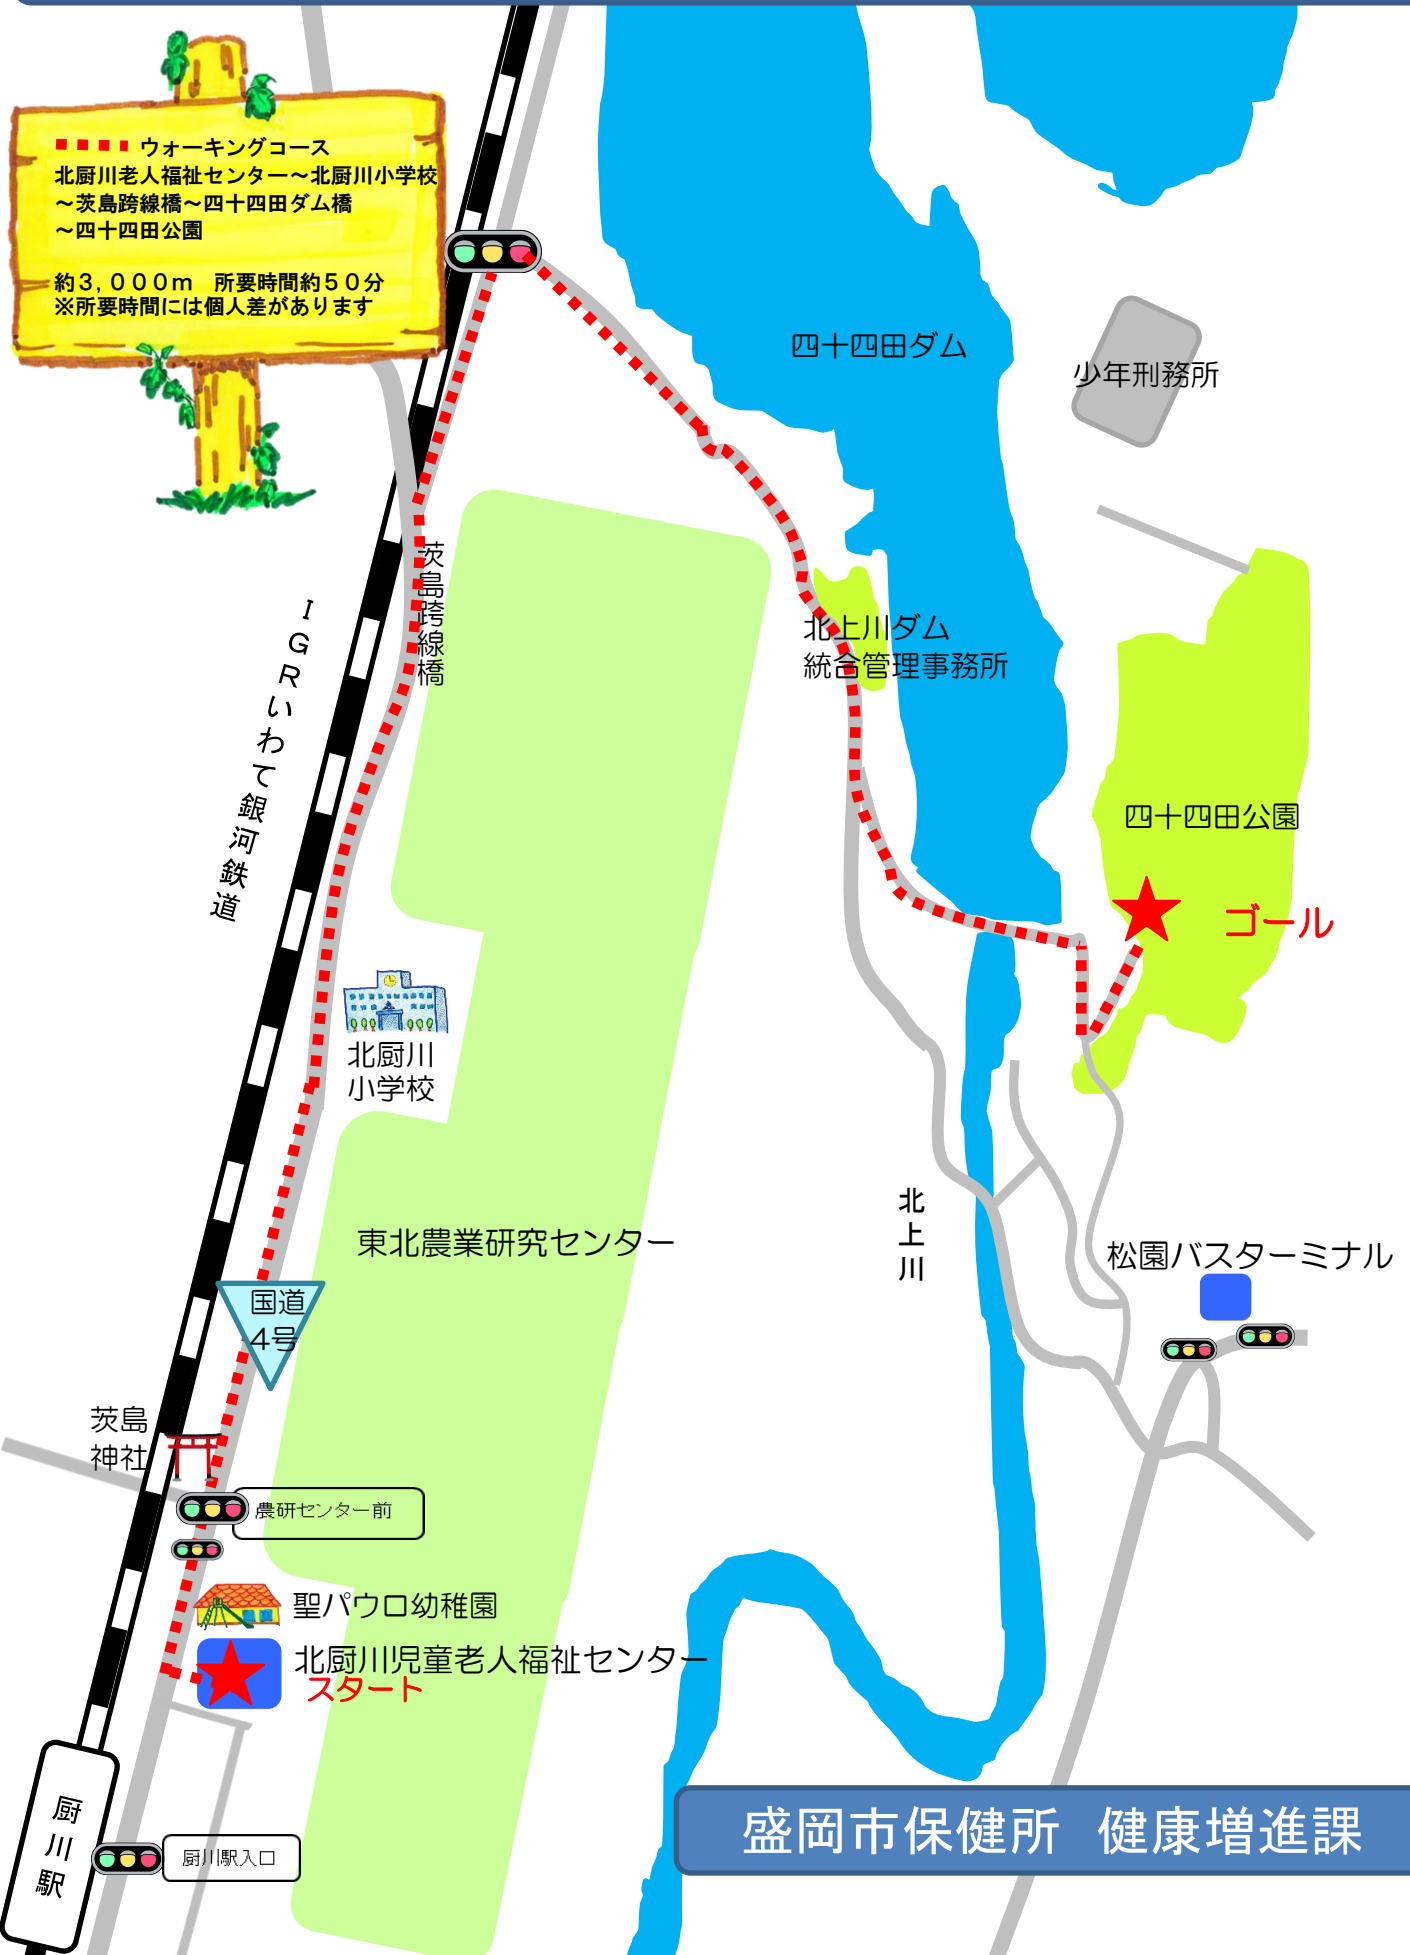 ウォーキングコース
北厨川老人福祉センター～北厨川小学校
～茨島跨線橋～四十四田ダム橋
～四十四田公園
約３，０００ｍ　所要時間約５０分
※所要時間には個人差があります
四十四田ダム
少年刑務所
茨島跨線橋
ＩＧＲいわて銀河鉄道
北上川ダム
統合管理事務所
四十四田公園
ゴール
北厨川
小学校
東北農業研究センター
北上川
松園バスターミナル
国道
4号
茨島
神社
農研センター前
聖パウロ幼稚園
北厨川児童老人福祉センター
スタート
厨川駅
厨川駅入口
盛岡市保健所　健康増進課